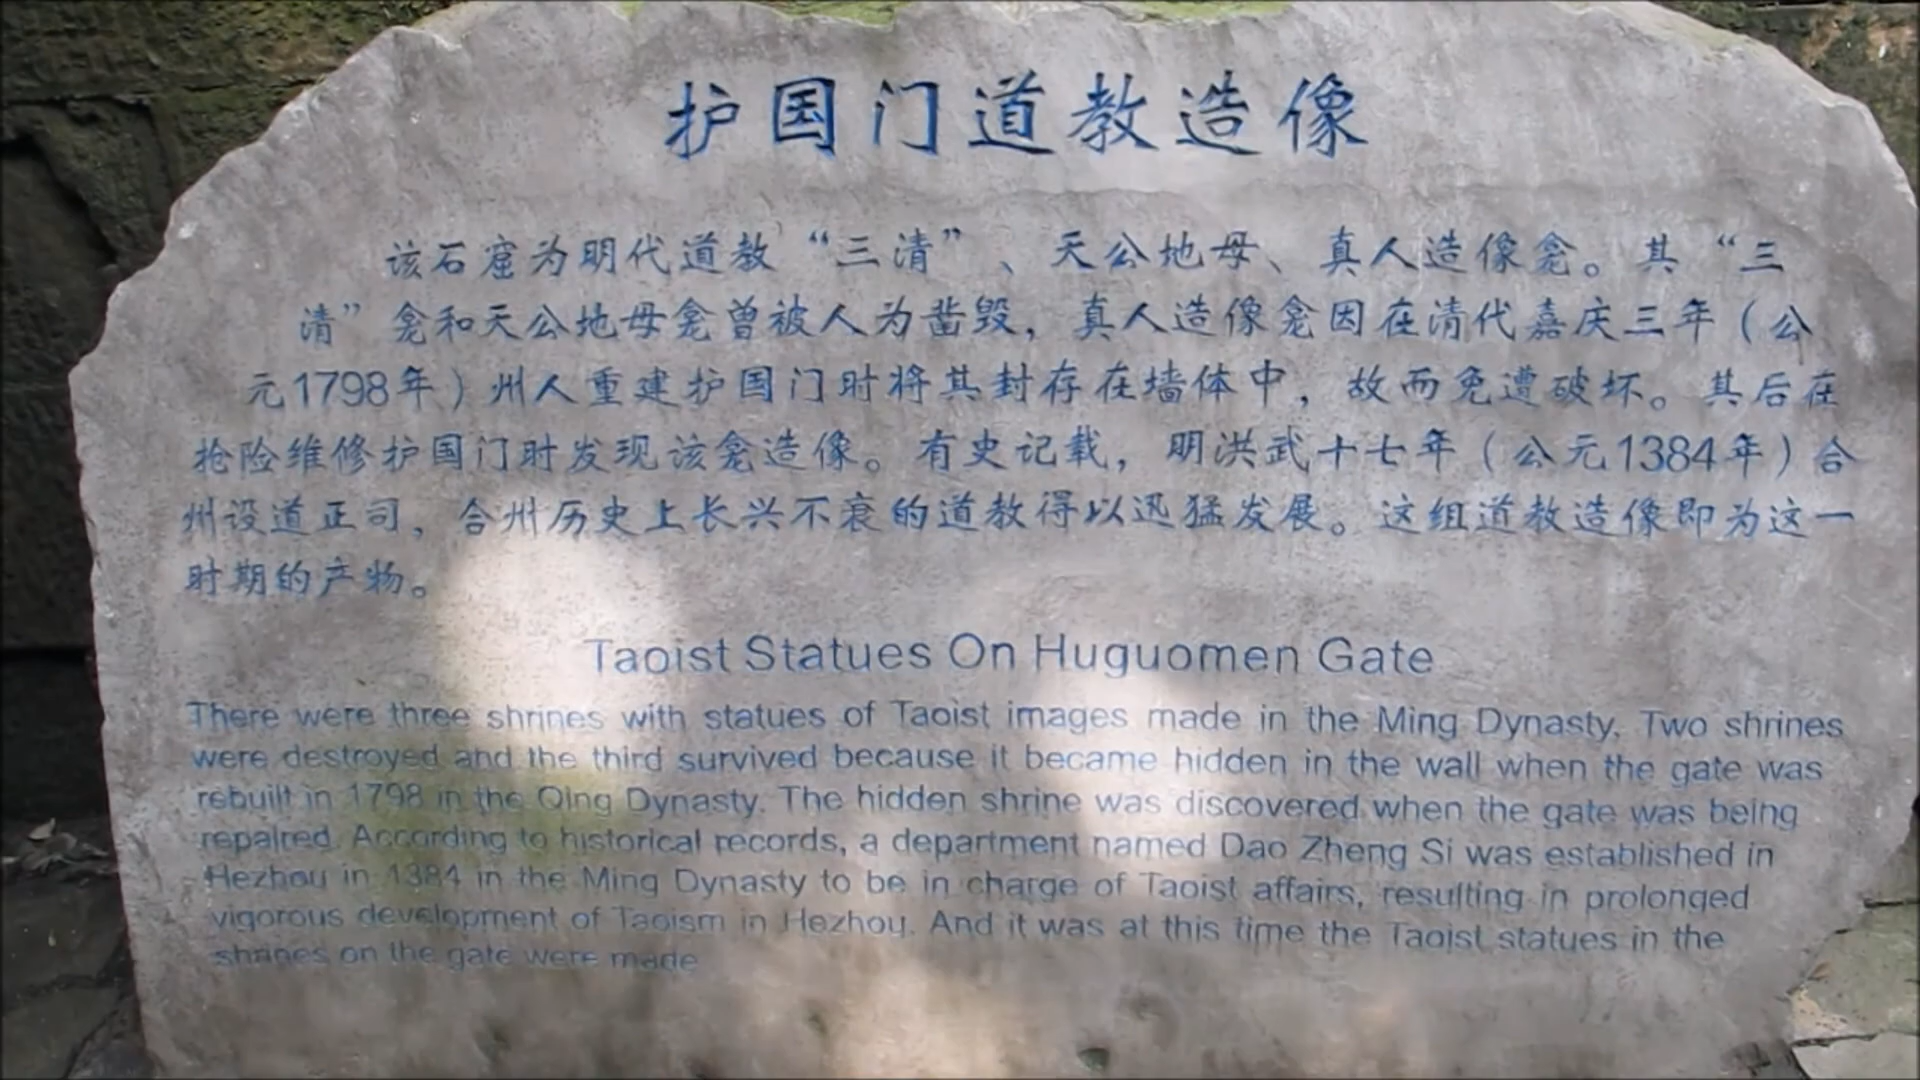 护国门道教造像
该石窟为明代道教“三清”、天公地母、真人造像龛。其“三
清”龛和天公地母龛曾被人为凿毁，真人造像龛因在清代嘉庆三年（公
元1798年）州人重建护国门时将其封存在墙体中，故而免遭破坏。其后在
抢险维修护国门时发现该龛造像。有史记载，明洪武十七年（公元1384年）合
州设道正司，合州历史上长兴不衰的道教得以迅猛发展。这组道教造像即为这一
时期的产物。
Taoist Statues On Huguomen Gate
There were three shrines with statues of Taoist images made in the Ming Dynasty. Two shrines
were destroyed and the third survived because it became hidden in the wall when the gate was
rebuilt in 1798 in the Qing Dynasty. The hidden shrine was discovered when the gate was being
repaired. According to historical records, a department named Dao Zheng Si was established in
Hezhou in 1384 in the Ming Dynasty to be in charge of Taoist affairs, resulting in prolonged
vigorous development of Taoism in Hezhou. And it was at this time the Taoist statues in the
shrines on the gate were made